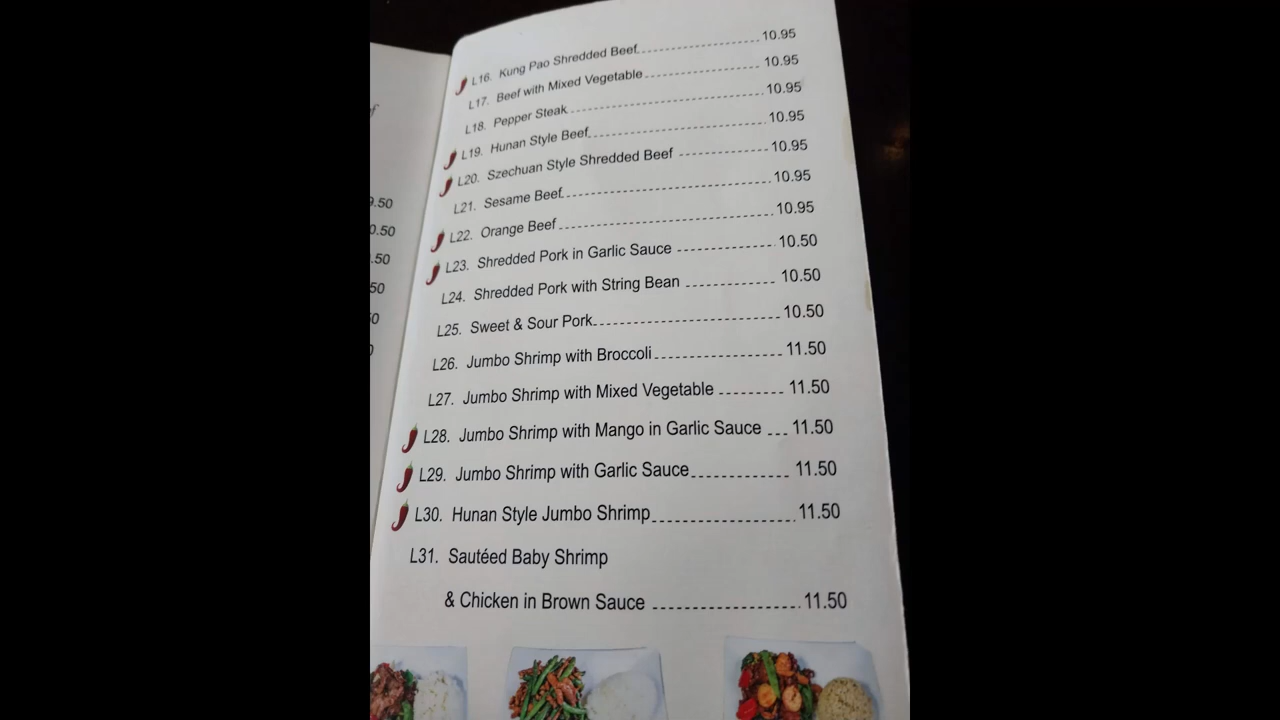 L16. Kung Pao Shredded Beef 10.95
L17. Beef with Mixed Vegetable 10.95
L18. Pepper Steak 10.95
L19. Hunan Style Beef 10.95
L20. Szechuan Style Shredded Beef 10.95
L21. Sesame Beef 10.95
L22. Orange Beef 10.95
L23. Shredded Pork in Garlic Sauce 10.50
L24. Shredded Pork with String Bean 10.50
L25. Sweet & Sour Pork 10.50
L26. Jumbo Shrimp with Broccoli 11.50
L27. Jumbo Shrimp with Mixed Vegetable 11.50
L28. Jumbo Shrimp with Mango in Garlic Sauce 11.50
L29. Jumbo Shrimp with Garlic Sauce 11.50
L30. Hunan Style Jumbo Shrimp 11.50
L31. Sautéed Baby Shrimp
& Chicken in Brown Sauce 11.50